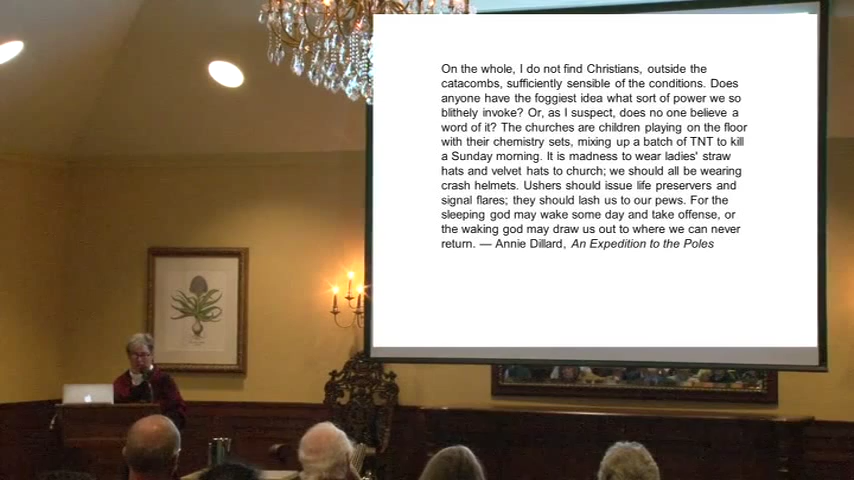 On the whole, I do not find Christians, outside the
catacombs, sufficiently sensible of the conditions. Does
anyone have the foggiest idea what sort of power we so
blithely invoke? Or, as I suspect, does no one believe a
word of it? The churches are children playing on the floor
with their chemistry sets, mixing up a batch of TNT to kill
a Sunday morning. It is madness to wear ladies' straw
hats and velvet hats to church; we should all be wearing
crash helmets. Ushers should issue life preservers and
signal flares; they should lash us to our pews. For the
sleeping god may wake some day and take offense, or
the waking god may draw us out to where we can never
return. — Annie Dillard, An Expedition to the Poles